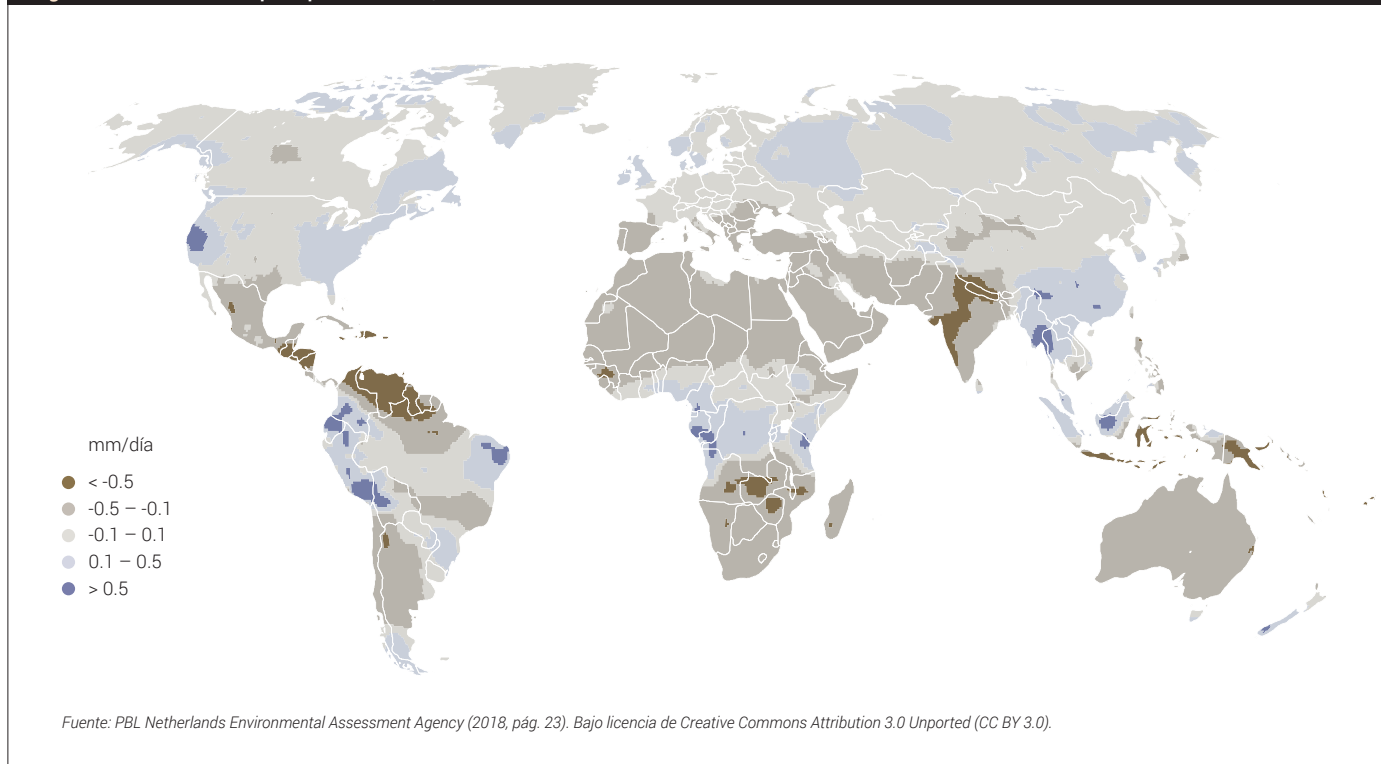 mm/día
< -0.5
-0.5 – -0.1
-0.1 – 0.1
0.1 – 0.5
> 0.5
Fuente: PBL Netherlands Environmental Assessment Agency (2018, pág. 23). Bajo licencia de Creative Commons Attribution 3.0 Unported (CC BY 3.0).